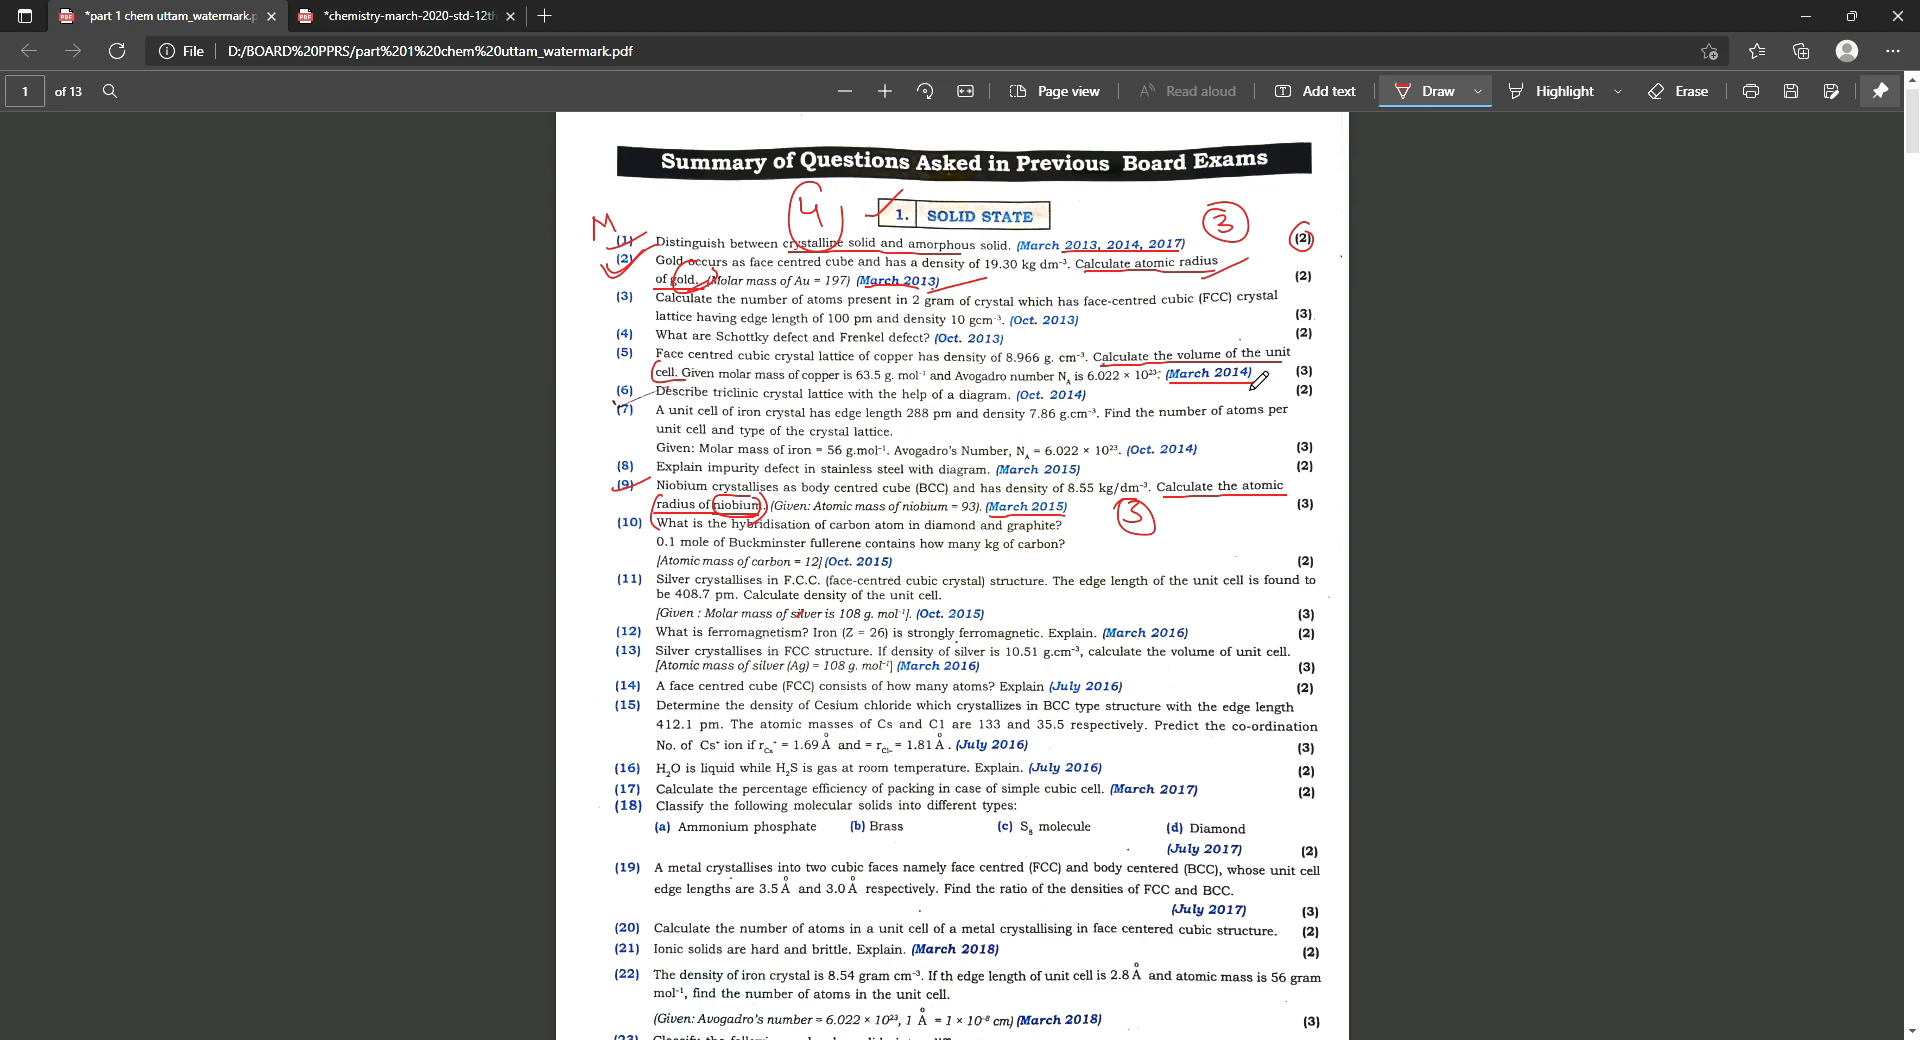 *part 1 chem uttam_watermark.p
*chemistry-march-2020-std-12th
File D:/BOARD%20PPRS/part%201%20chem%20uttam_watermark.pdf
1 of 13 Page view Read aloud Add text Draw Highlight Erase
Summary of Questions Asked in Previous Board Exams
4
1. SOLID STATE
3
M
(1) Distinguish between crystalline solid and amorphous solid. (March 2013, 2014, 2017) (2)
(2) Gold occurs as face centred cube and has a density of 19.30 kg dm⁻³. Calculate atomic radius
of gold. (Molar mass of Au = 197) (March 2013) (2)
(3) Calculate the number of atoms present in 2 gram of crystal which has face-centred cubic (FCC) crystal
lattice having edge length of 100 pm and density 10 gcm⁻³. (Oct. 2013) (3)
(4) What are Schottky defect and Frenkel defect? (Oct. 2013) (2)
(5) Face centred cubic crystal lattice of copper has density of 8.966 g. cm⁻³. Calculate the volume of the unit
cell. Given molar mass of copper is 63.5 g. mol⁻¹ and Avogadro number N_A is 6.022 × 10²³. (March 2014) (3)
(6) Describe triclinic crystal lattice with the help of a diagram. (Oct. 2014) (2)
(7) A unit cell of iron crystal has edge length 288 pm and density 7.86 g.cm⁻³. Find the number of atoms per
unit cell and type of the crystal lattice.
Given: Molar mass of iron = 56 g.mol⁻¹. Avogadro's Number, N_A = 6.022 × 10²³. (Oct. 2014) (3)
(8) Explain impurity defect in stainless steel with diagram. (March 2015) (2)
(9) Niobium crystallises as body centred cube (BCC) and has density of 8.55 kg/dm⁻³. Calculate the atomic
radius of niobium. (Given: Atomic mass of niobium = 93). (March 2015) 3 (3)
(10) What is the hybridisation of carbon atom in diamond and graphite?
0.1 mole of Buckminster fullerene contains how many kg of carbon?
[Atomic mass of carbon = 12] (Oct. 2015) (2)
(11) Silver crystallises in F.C.C. (face-centred cubic crystal) structure. The edge length of the unit cell is found to
be 408.7 pm. Calculate density of the unit cell.
[Given : Molar mass of silver is 108 g. mol⁻¹]. (Oct. 2015) (3)
(12) What is ferromagnetism? Iron (Z = 26) is strongly ferromagnetic. Explain. (March 2016) (2)
(13) Silver crystallises in FCC structure. If density of silver is 10.51 g.cm⁻³, calculate the volume of unit cell.
[Atomic mass of silver (Ag) = 108 g. mol⁻¹] (March 2016) (3)
(14) A face centred cube (FCC) consists of how many atoms? Explain (July 2016) (2)
(15) Determine the density of Cesium chloride which crystallizes in BCC type structure with the edge length
412.1 pm. The atomic masses of Cs and C1 are 133 and 35.5 respectively. Predict the co-ordination
No. of Cs⁺ ion if r_Cs⁺ = 1.69 Å and = r_Cl₋ = 1.81 Å. (July 2016) (3)
(16) H₂O is liquid while H₂S is gas at room temperature. Explain. (July 2016) (2)
(17) Calculate the percentage efficiency of packing in case of simple cubic cell. (March 2017) (2)
(18) Classify the following molecular solids into different types:
(a) Ammonium phosphate (b) Brass (c) S₈ molecule (d) Diamond
(July 2017) (2)
(19) A metal crystallises into two cubic faces namely face centred (FCC) and body centered (BCC), whose unit cell
edge lengths are 3.5 Å and 3.0 Å respectively. Find the ratio of the densities of FCC and BCC.
(July 2017) (3)
(20) Calculate the number of atoms in a unit cell of a metal crystallising in face centered cubic structure. (2)
(21) Ionic solids are hard and brittle. Explain. (March 2018) (2)
(22) The density of iron crystal is 8.54 gram cm⁻³. If th edge length of unit cell is 2.8 Å and atomic mass is 56 gram
mol⁻¹, find the number of atoms in the unit cell.
(Given: Avogadro's number = 6.022 × 10²³, 1 Å = 1 × 10⁻⁸ cm) (March 2018) (3)